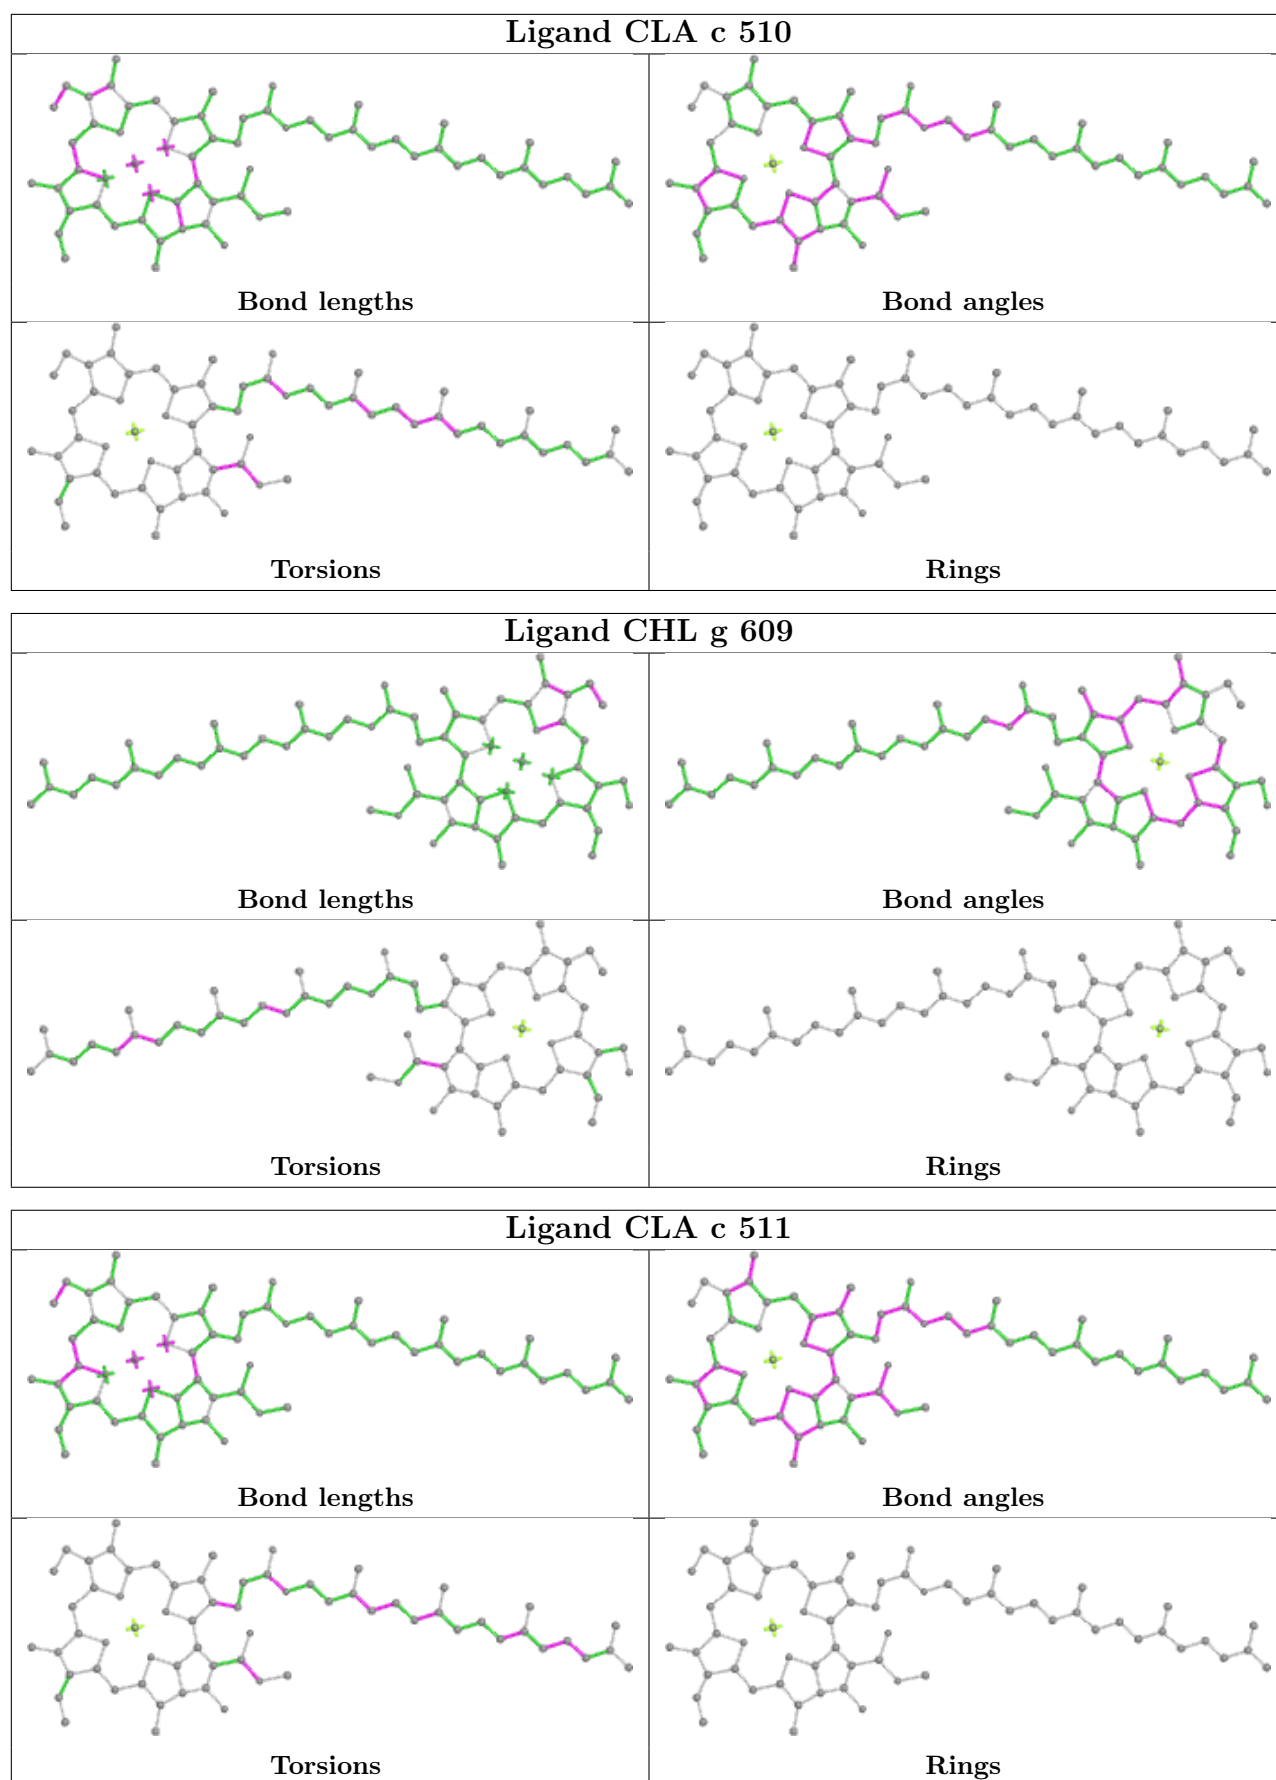 Ligand CLA c 510
Bond lengths
Bond angles
Torsions
Rings
Ligand CHL g 609
Bond lengths
Bond angles
Torsions
Rings
Ligand CLA c 511
Bond lengths
Bond angles
Torsions
Rings